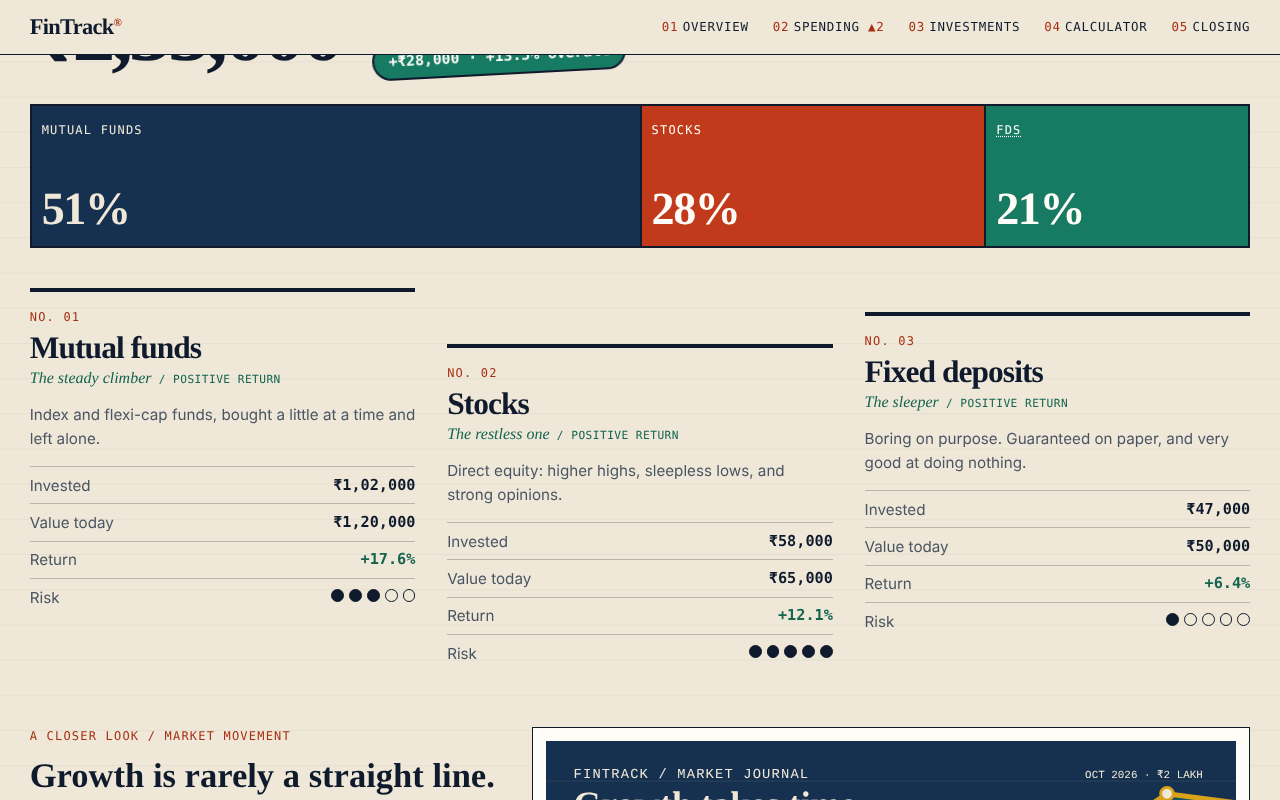 FinTrack®
01 OVERVIEW
02 SPENDING ▲2
03 INVESTMENTS
04 CALCULATOR
05 CLOSING
+₹28,000 · +13.5%
MUTUAL FUNDS
51%
STOCKS
28%
FDS
21%
NO. 01
Mutual funds
The steady climber / POSITIVE RETURN
Index and flexi-cap funds, bought a little at a time and
left alone.
Invested ₹1,02,000
Value today ₹1,20,000
Return +17.6%
Risk
NO. 02
Stocks
The restless one / POSITIVE RETURN
Direct equity: higher highs, sleepless lows, and
strong opinions.
Invested ₹58,000
Value today ₹65,000
Return +12.1%
Risk
NO. 03
Fixed deposits
The sleeper / POSITIVE RETURN
Boring on purpose. Guaranteed on paper, and very
good at doing nothing.
Invested ₹47,000
Value today ₹50,000
Return +6.4%
Risk
A CLOSER LOOK / MARKET MOVEMENT
Growth is rarely a straight line.
FINTRACK / MARKET JOURNAL
OCT 2026 · ₹2 LAKH
Growth takes time